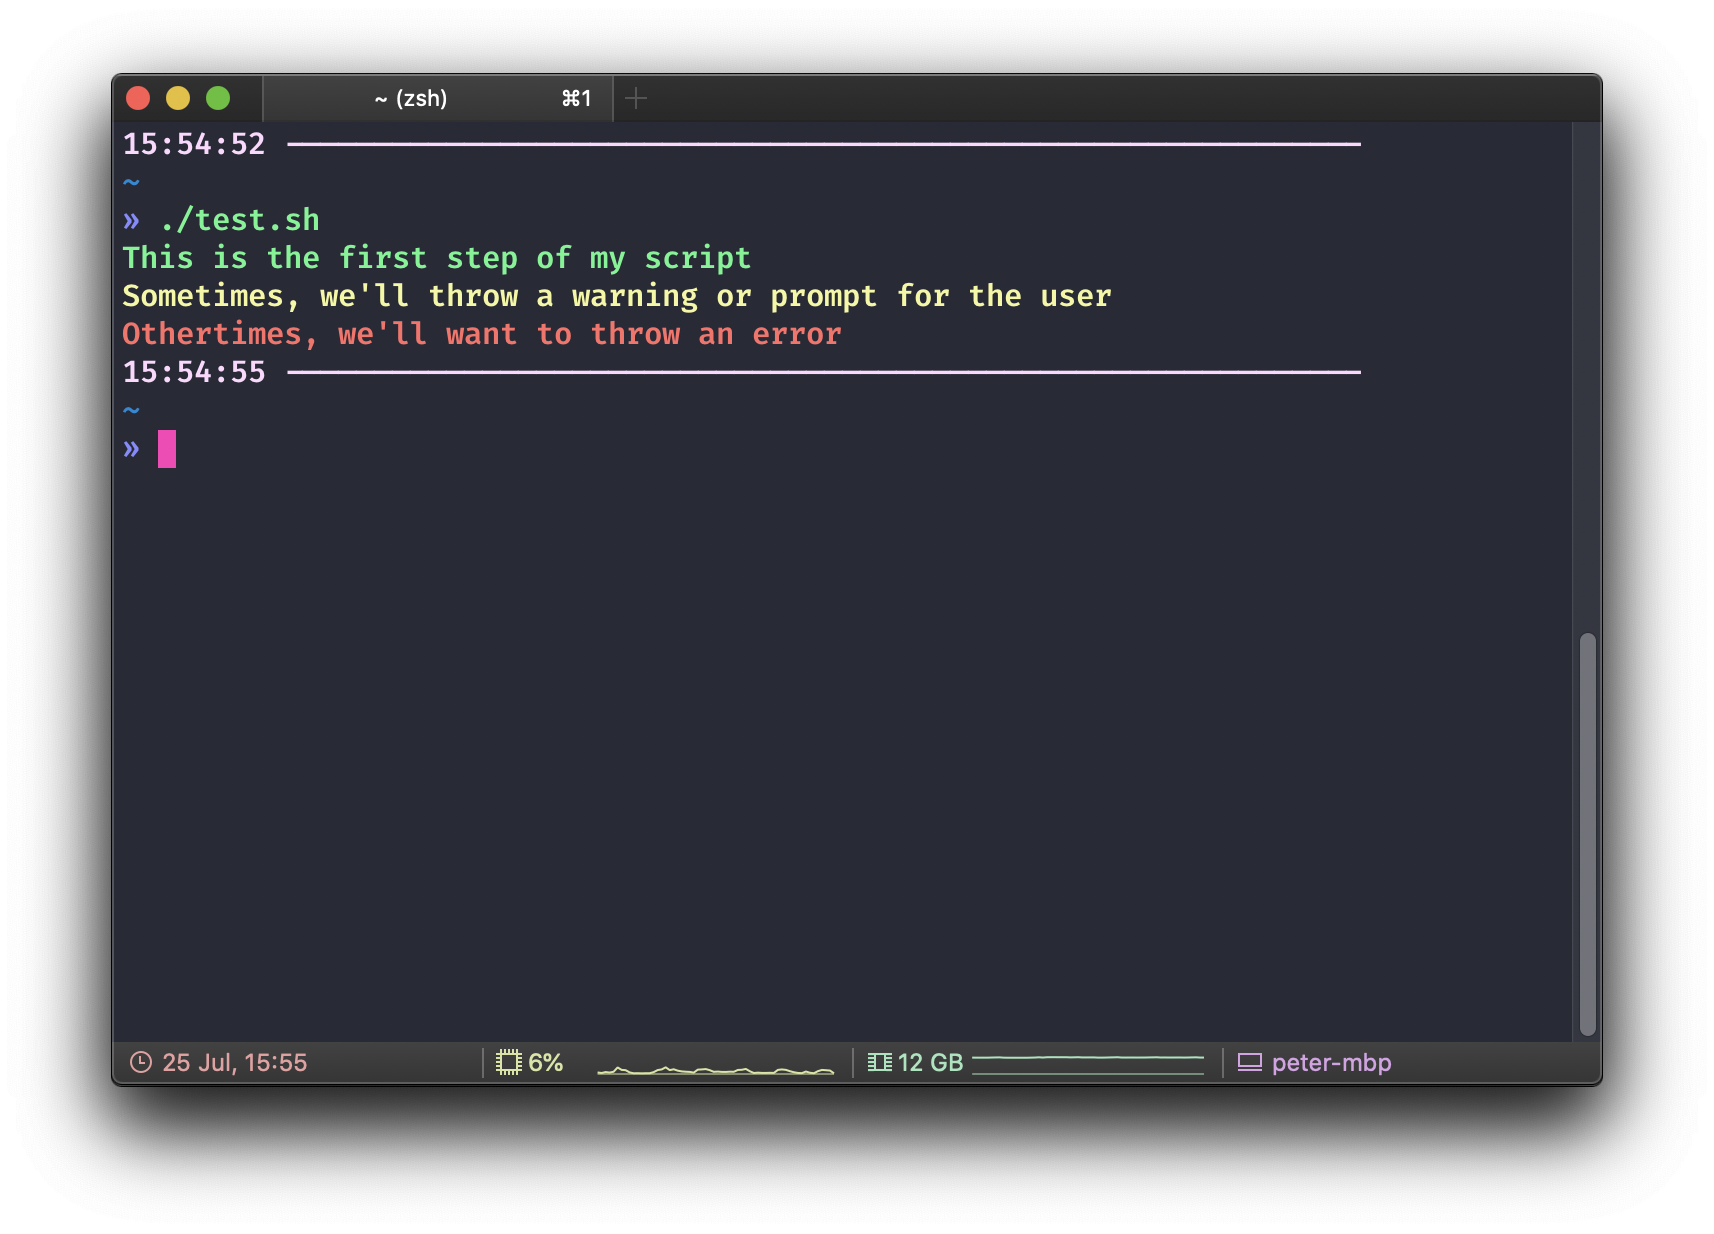 ~ (zsh) ⌘1
15:54:52
~
» ./test.sh
This is the first step of my script
Sometimes, we'll throw a warning or prompt for the user
Othertimes, we'll want to throw an error
15:54:55
~
»
25 Jul, 15:55 6% 12 GB peter-mbp